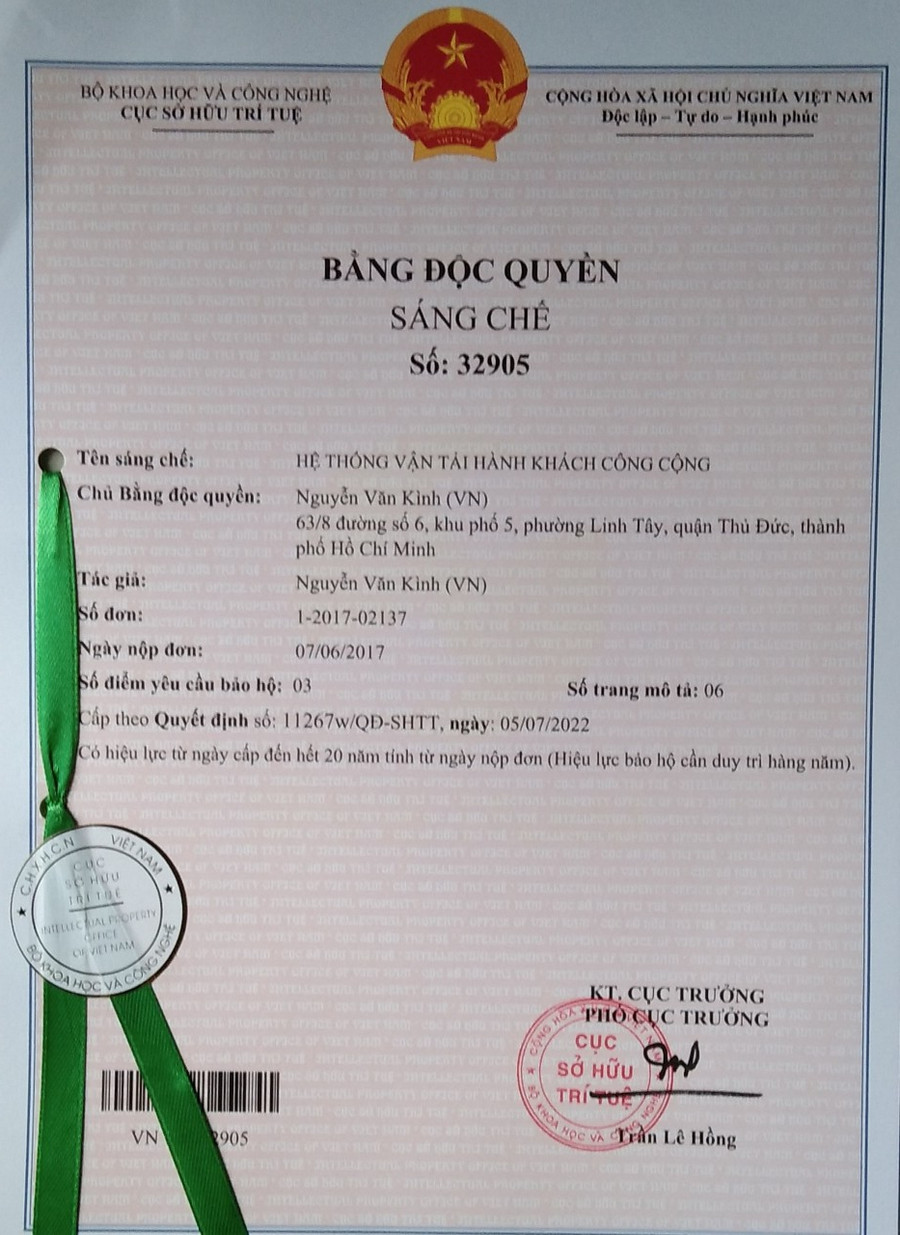 BỘ KHOA HỌC VÀ CÔNG NGHỆ
CỤC SỞ HỮU TRÍ TUỆ
CỘNG HÒA XÃ HỘI CHỦ NGHĨA VIỆT NAM
Độc lập – Tự do – Hạnh phúc
BẰNG ĐỘC QUYỀN
SÁNG CHẾ
Số: 32905
Tên sáng chế: HỆ THỐNG VẬN TẢI HÀNH KHÁCH CÔNG CỘNG
Chủ Bằng độc quyền: Nguyễn Văn Kình (VN)
63/8 đường số 6, khu phố 5, phường Linh Tây, quận Thủ Đức, thành
phố Hồ Chí Minh
Tác giả: Nguyễn Văn Kình (VN)
Số đơn: 1-2017-02137
Ngày nộp đơn: 07/06/2017
Số điểm yêu cầu bảo hộ: 03 Số trang mô tả: 06
Cấp theo Quyết định số: 11267w/QĐ-SHTT, ngày: 05/07/2022
Có hiệu lực từ ngày cấp đến hết 20 năm tính từ ngày nộp đơn (Hiệu lực bảo hộ cần duy trì hàng năm).
C.H.X.H.C.N VIỆT NAM
CỤC
SỞ HỮU
TRÍ TUỆ
INTELLECTUAL PROPERTY
OFFICE
OF VIET NAM
BỘ KHOA HỌC VÀ CÔNG NGHỆ
KT. CỤC TRƯỞNG
PHÓ CỤC TRƯỞNG
CỤC
SỞ HỮU
TRÍ TUỆ
BỘ KHOA HỌC VÀ CÔNG NGHỆ
Trần Lê Hồng
VN 2905